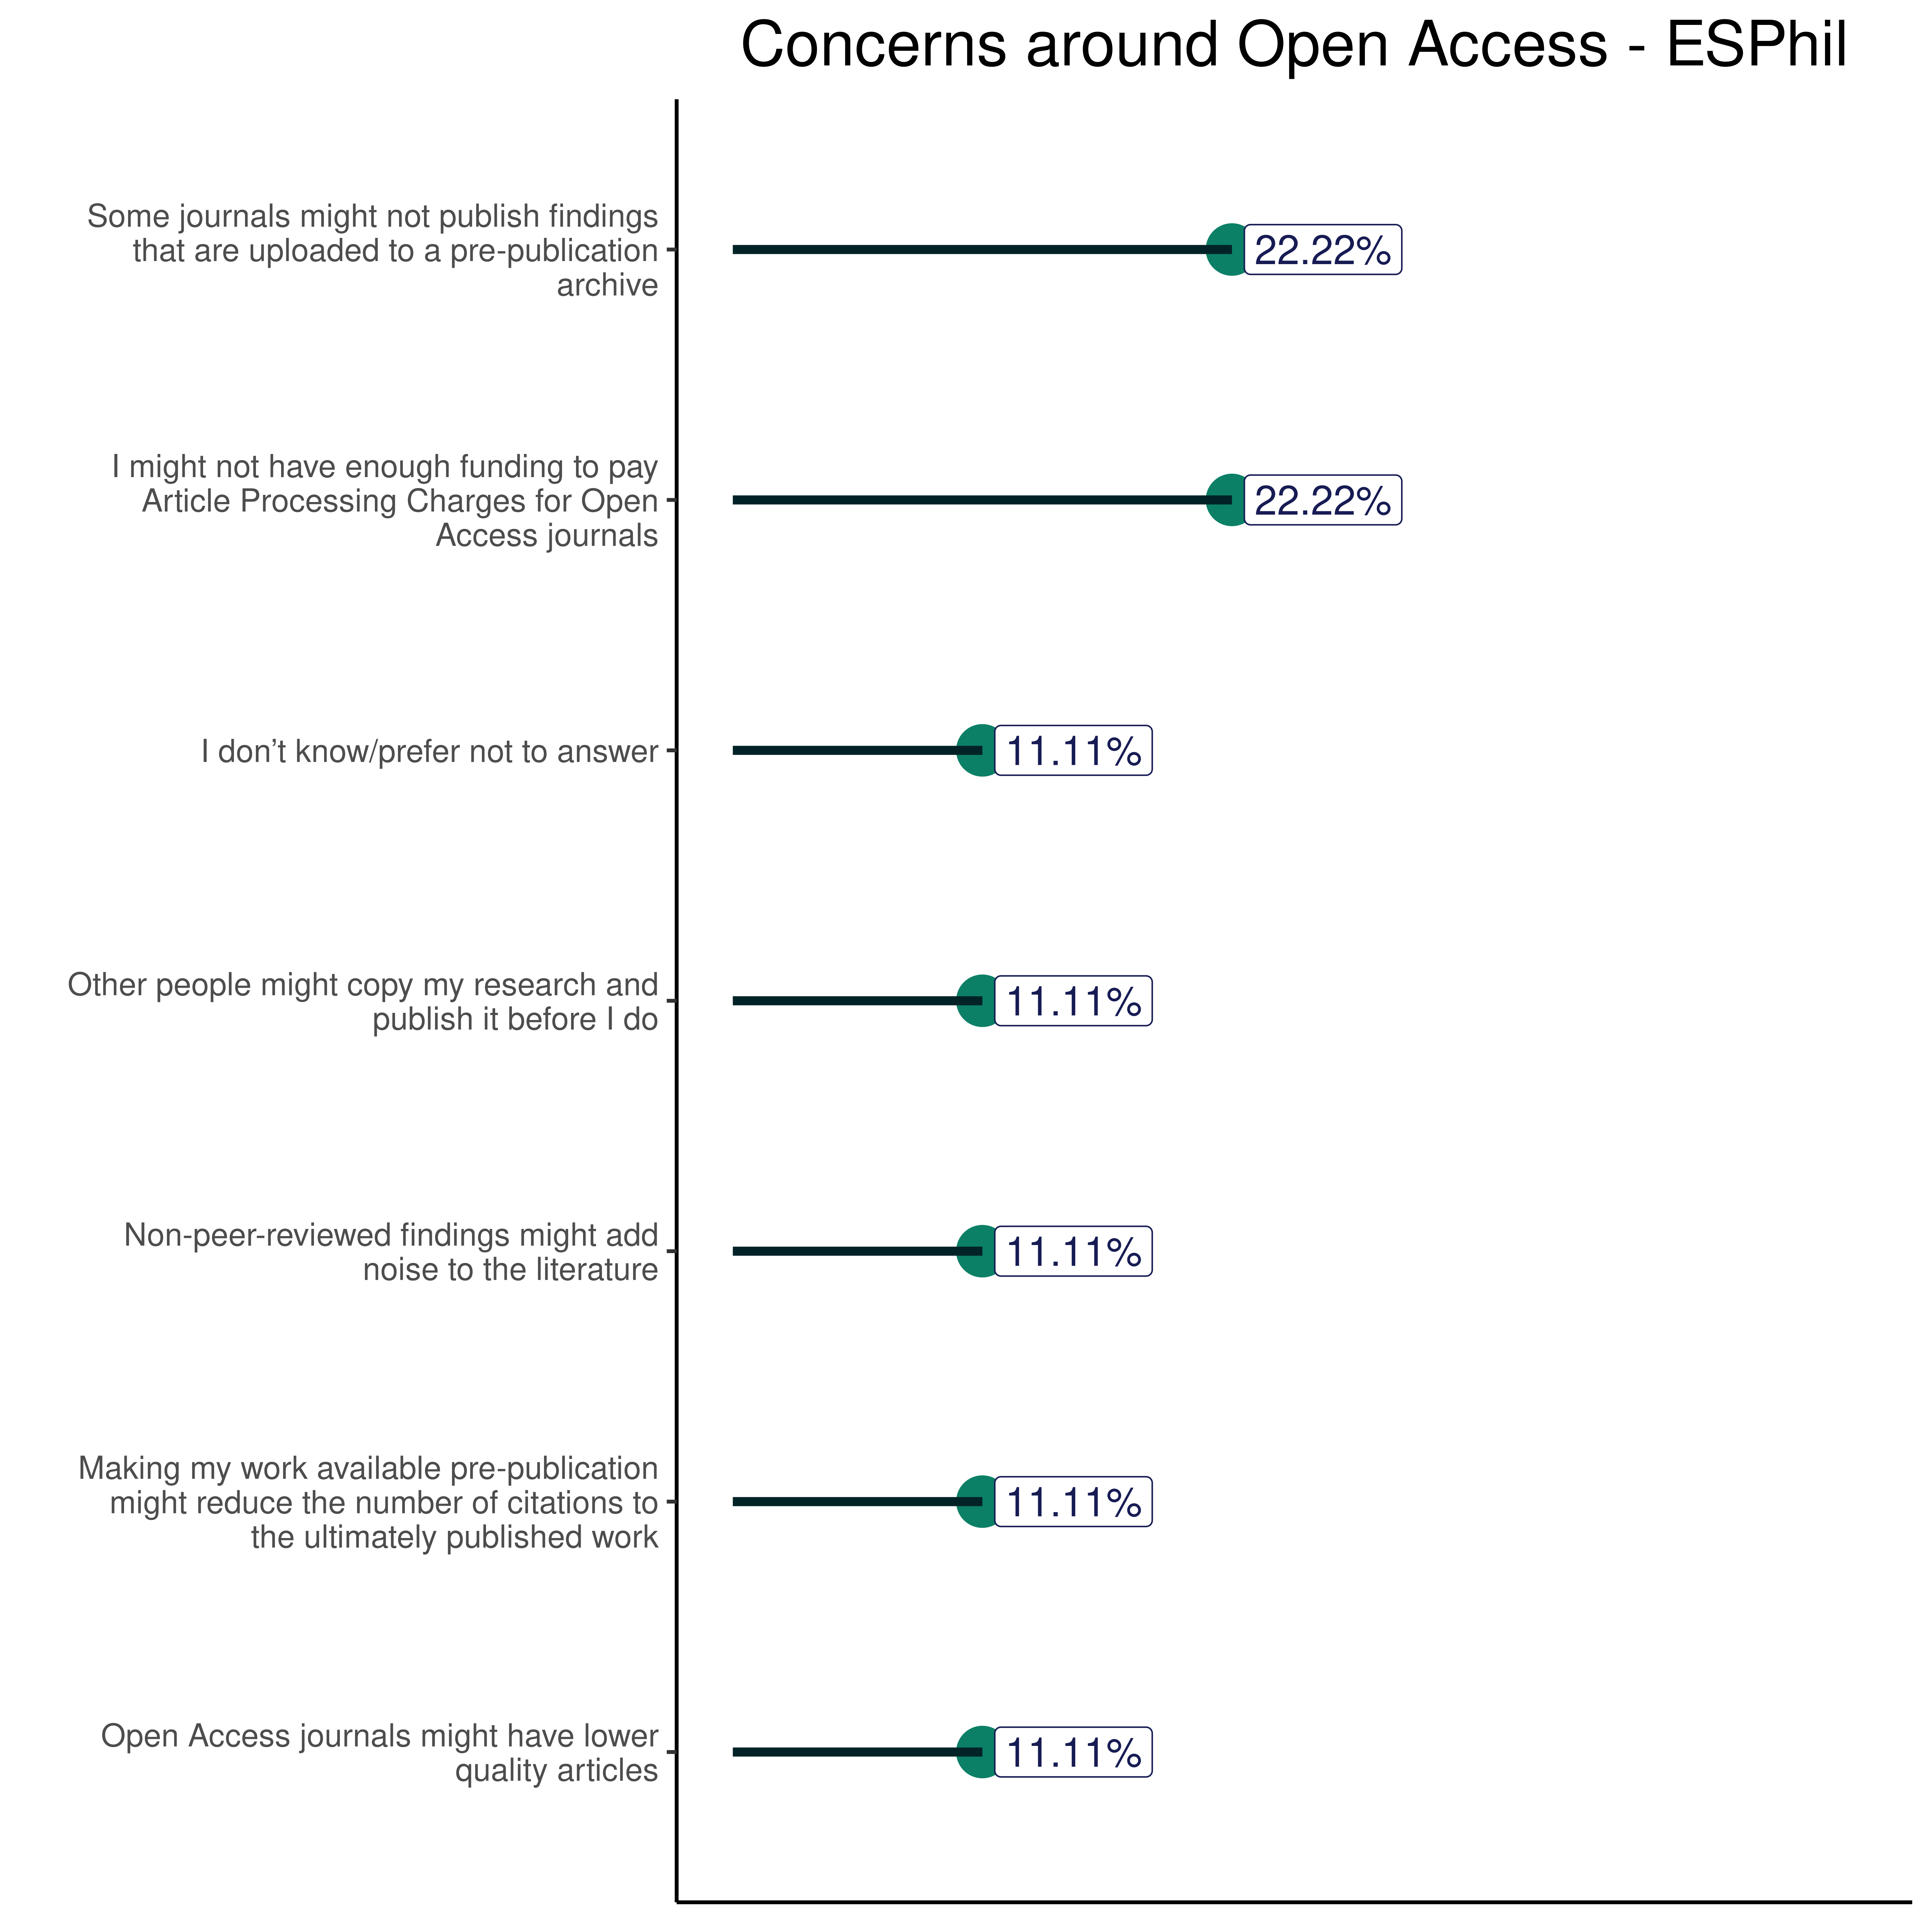 Concerns around Open Access - ESPhil
Some journals might not publish findings
that are uploaded to a pre-publication
archive
22.22%
I might not have enough funding to pay
Article Processing Charges for Open
Access journals
22.22%
I don’t know/prefer not to answer
11.11%
Other people might copy my research and
publish it before I do
11.11%
Non-peer-reviewed findings might add
noise to the literature
11.11%
Making my work available pre-publication
might reduce the number of citations to
the ultimately published work
11.11%
Open Access journals might have lower
quality articles
11.11%